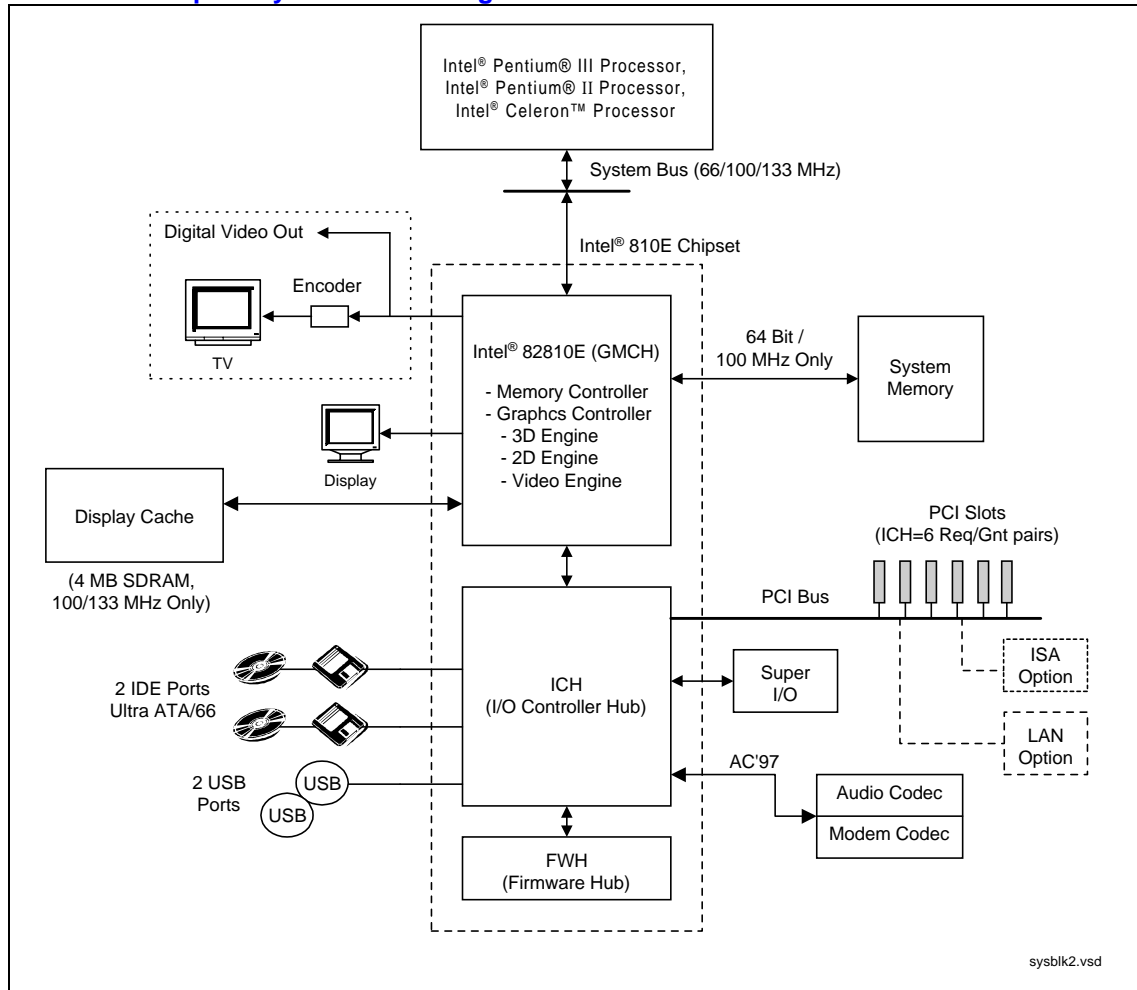 Intel® Pentium® III Processor,
Intel® Pentium® II Processor,
Intel® Celeron™ Processor
System Bus (66/100/133 MHz)
Digital Video Out
Intel® 810E Chipset
Encoder
TV
Intel® 82810E (GMCH)
- Memory Controller
- Graphcs Controller
- 3D Engine
- 2D Engine
- Video Engine
64 Bit /
100 MHz Only
System
Memory
Display
Display Cache
(4 MB SDRAM,
100/133 MHz Only)
PCI Slots
(ICH=6 Req/Gnt pairs)
PCI Bus
ISA
Option
LAN
Option
Super
I/O
ICH
(I/O Controller Hub)
2 IDE Ports
Ultra ATA/66
2 USB
Ports
USB
USB
AC'97
Audio Codec
Modem Codec
FWH
(Firmware Hub)
sysblk2.vsd